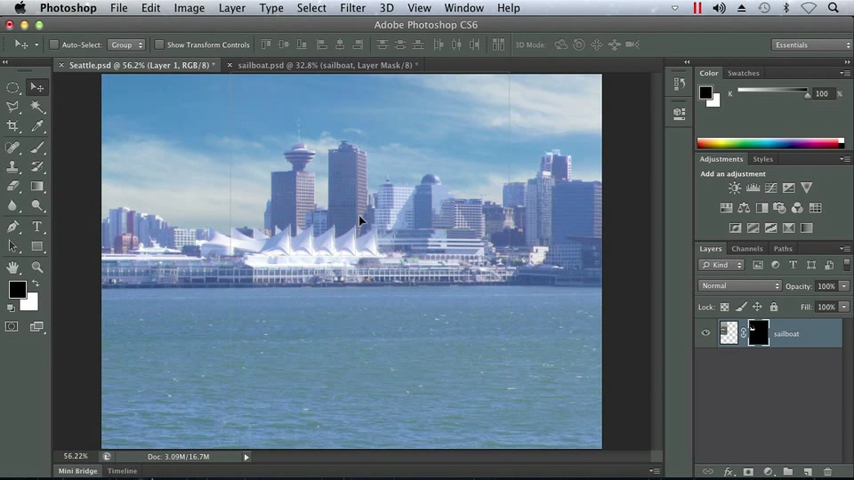 Photoshop File Edit Image Layer Type Select Filter 3D View Window Help
Adobe Photoshop CS6
Auto-Select: Group Show Transform Controls 3D Mode: Essentials
Seattle.psd @ 56.2% (Layer 1, RGB/8) * sailboat.psd @ 32.8% (sailboat, Layer Mask/8) *
Color Swatches
K 100 %
Adjustments Styles
Add an adjustment
Layers Channels Paths
Kind
Normal Opacity: 100%
Lock: Fill: 100%
sailboat
56.22% Doc: 3.09M/16.7M
Mini Bridge Timeline